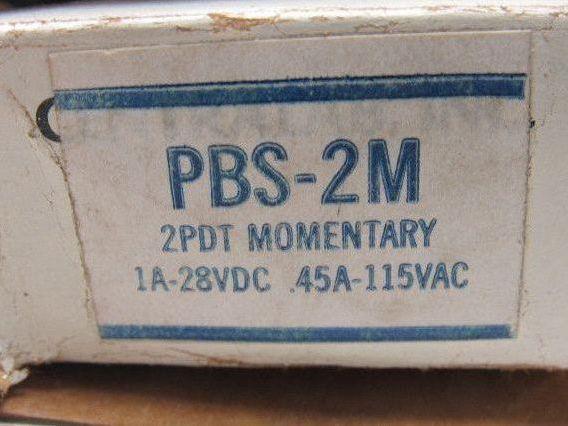 PBS-2M
2PDT MOMENTARY
1A-28VDC .45A-115VAC